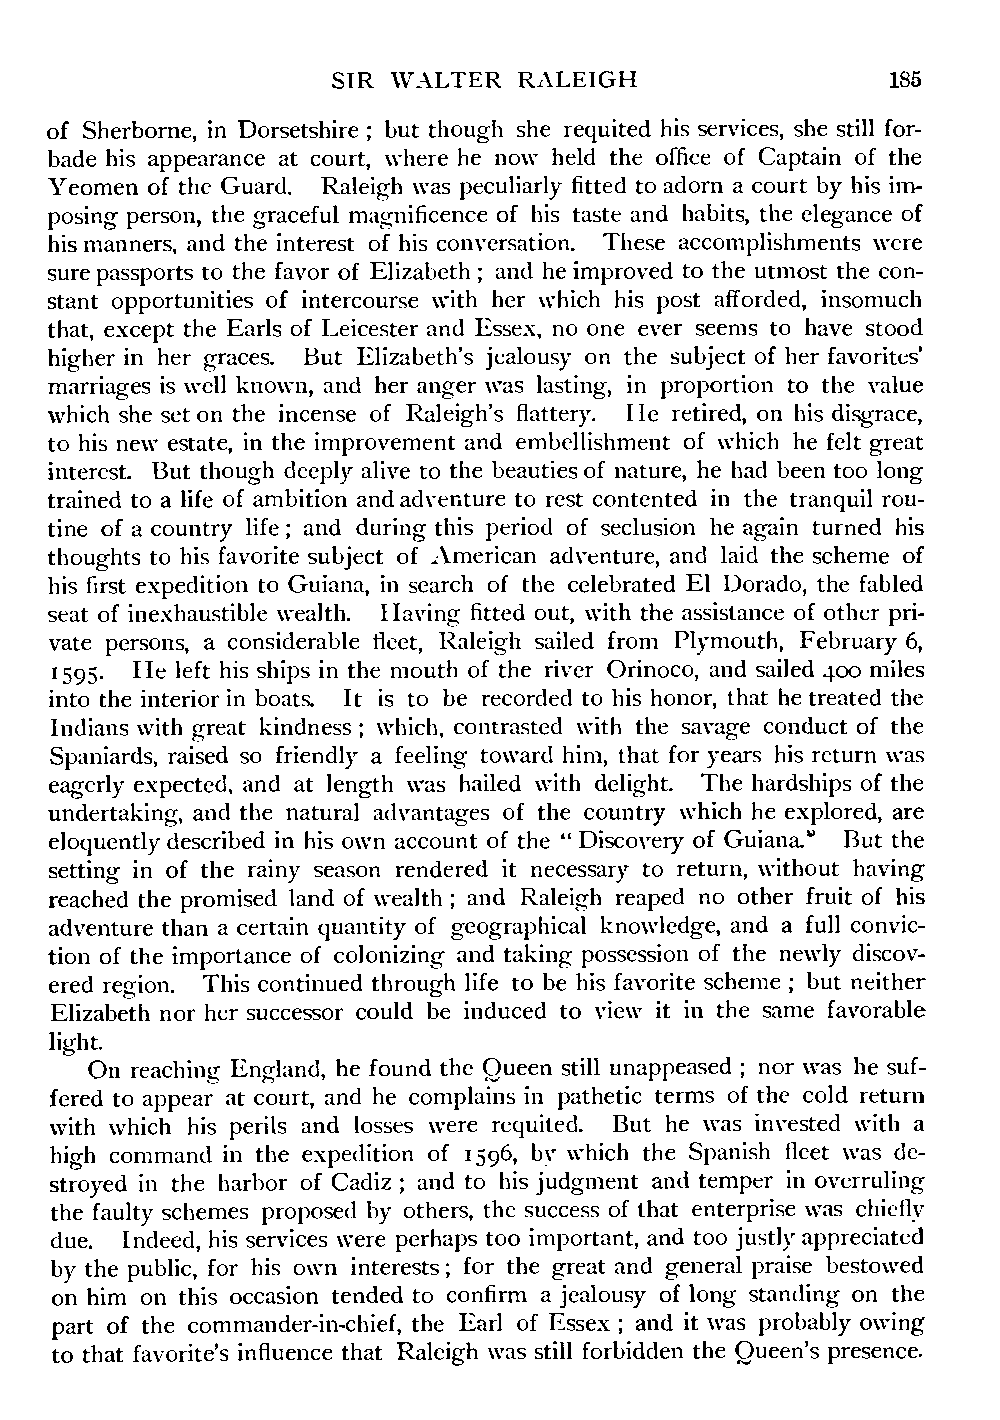 SIR WALTER RALEIGH 185
of Sherborne, in Dorsetshire ; but though she requited his services, she still for-
bade his appearance at court, where he now held the office of Captain of the
Yeomen of the Guard. Raleigh was peculiarly fitted to adorn a court by his im-
posing person, the graceful magnificence of his taste and habits, the elegance of
his manners, and the interest of his conversation. These accomplishments were
sure passports to the favor of Elizabeth ; and he improved to the utmost the con-
stant opportunities of intercourse with her which his post afforded, insomuch
that, except the Earls of Leicester and Essex, no one ever seems to have stood
higher in her graces. But Elizabeth's jealousy on the subject of her favorites'
marriages is well known, and her anger was lasting, in proportion to the value
which she set on the incense of Raleigh's flattery. He retired, on his disgrace,
to his new estate, in the improvement and embellishment of which he felt great
interest. But though deeply alive to the beauties of nature, he had been too long
trained to a life of ambition and adventure to rest contented in the tranquil rou-
tine of a country life ; and during this period of seclusion he again turned his
thoughts to his favorite subject of American adventure, and laid the scheme of
his first expedition to Guiana, in search of the celebrated El Dorado, the fabled
seat of inexhaustible wealth. Having fitted out, with the assistance of other pri-
vate persons, a considerable fleet, Raleigh sailed from Plymouth, February 6,
1595. He left his ships in the mouth of the river Orinoco, and sailed 400 miles
into the interior in boats. It is to be recorded to his honor, that he treated the
Indians with great kindness ; which, contrasted with the savage conduct of the
Spaniards, raised so friendly a feeling toward him, that for years his return was
eagerly expected, and at length was hailed with delight. The hardships of the
undertaking, and the natural advantages of the country which he explored, are
eloquently described in his own account of the " Discovery of Guiana." But the
setting in of the rainy season rendered it necessary to return, without having
reached the promised land of wealth ; and Raleigh reaped no other fruit of his
adventure than a certain quantity of geographical knowledge, and a full convic-
tion of the importance of colonizing and taking possession of the newly discov-
ered region. This continued through life to be his favorite scheme ; but neither
Elizabeth nor her successor could be induced to view it in the same favorable
light.
On reaching England, he found the Queen still unappeased ; nor was he suf-
fered to appear at court, and he complains in pathetic terms of the cold return
with which his perils and losses were requited. But he was invested with a
high command in the expedition of 1596, by which the Spanish fleet was de-
stroyed in the harbor of Cadiz ; and to his judgment and temper in overruling
the faulty schemes proposed by others, the success of that enterprise was chiefly
due. Indeed, his services were perhaps too important, and too justly appreciated
by the public, for his own interests ; for the great and general praise bestowed
on him on this occasion tended to confirm a jealousy of long standing on the
part of the commander-in-chief, the Earl of Essex ; and it was probably owing
to that favorite's influence that Raleigh was still forbidden the Queen's presence.